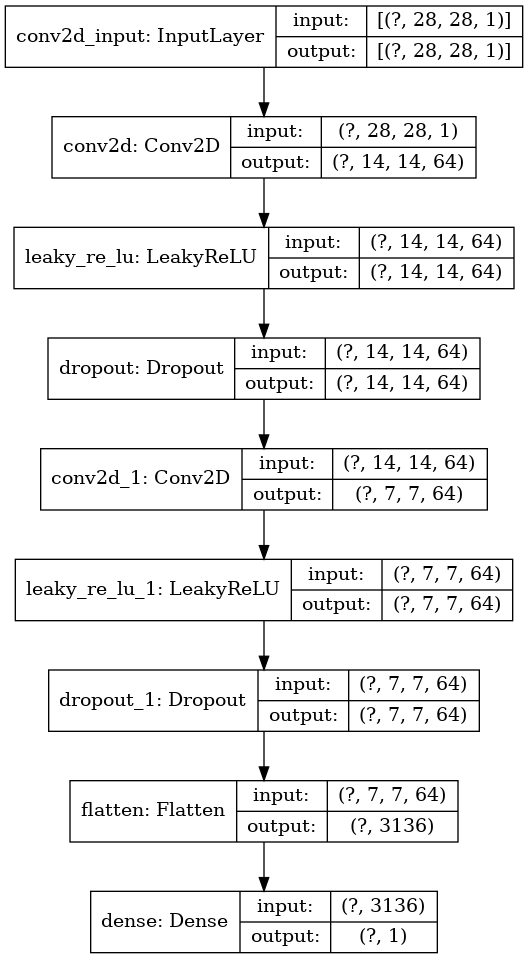 conv2d_input: InputLayer
input: [(?, 28, 28, 1)]
output: [(?, 28, 28, 1)]
conv2d: Conv2D
input: (?, 28, 28, 1)
output: (?, 14, 14, 64)
leaky_re_lu: LeakyReLU
input: (?, 14, 14, 64)
output: (?, 14, 14, 64)
dropout: Dropout
input: (?, 14, 14, 64)
output: (?, 14, 14, 64)
conv2d_1: Conv2D
input: (?, 14, 14, 64)
output: (?, 7, 7, 64)
leaky_re_lu_1: LeakyReLU
input: (?, 7, 7, 64)
output: (?, 7, 7, 64)
dropout_1: Dropout
input: (?, 7, 7, 64)
output: (?, 7, 7, 64)
flatten: Flatten
input: (?, 7, 7, 64)
output: (?, 3136)
dense: Dense
input: (?, 3136)
output: (?, 1)